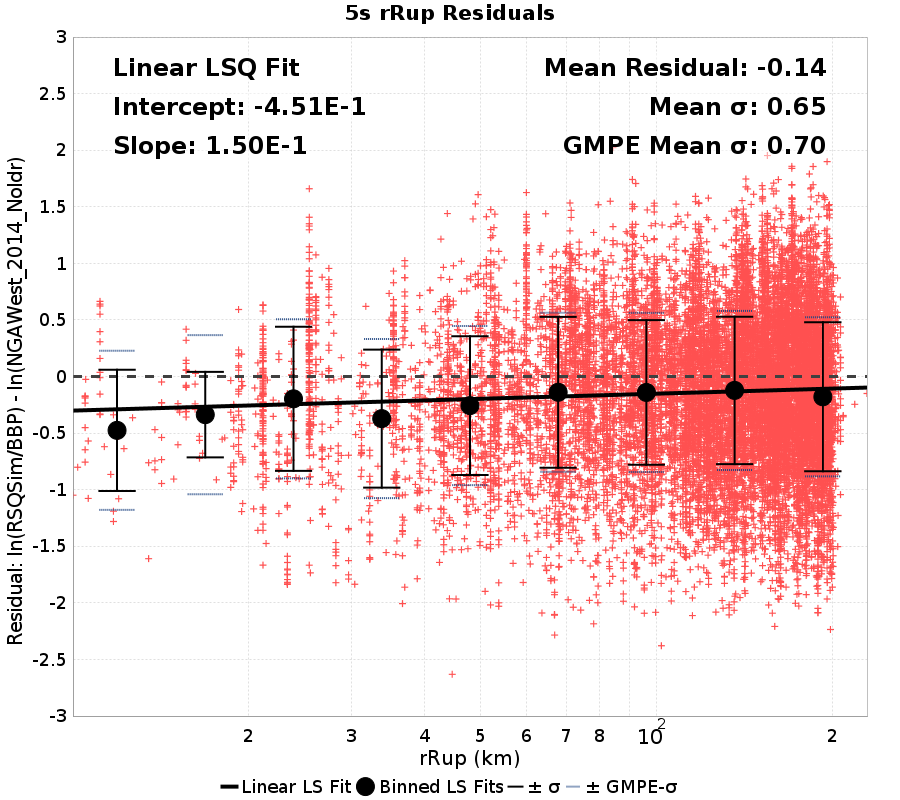 5s rRup Residuals
Linear LSQ Fit
Intercept: -4.51E-1
Slope: 1.50E-1
Mean Residual: -0.14
Mean σ: 0.65
GMPE Mean σ: 0.70
Residual: ln(RSQSim/BBP) - ln(NGAWest_2014_NoIdr)
3
2.5
2
1.5
1
0.5
0
-0.5
-1
-1.5
-2
-2.5
-3
2 3 4 5 6 7 8 10² 2
rRup (km)
Linear LS Fit Binned LS Fits ± σ ± GMPE-σ